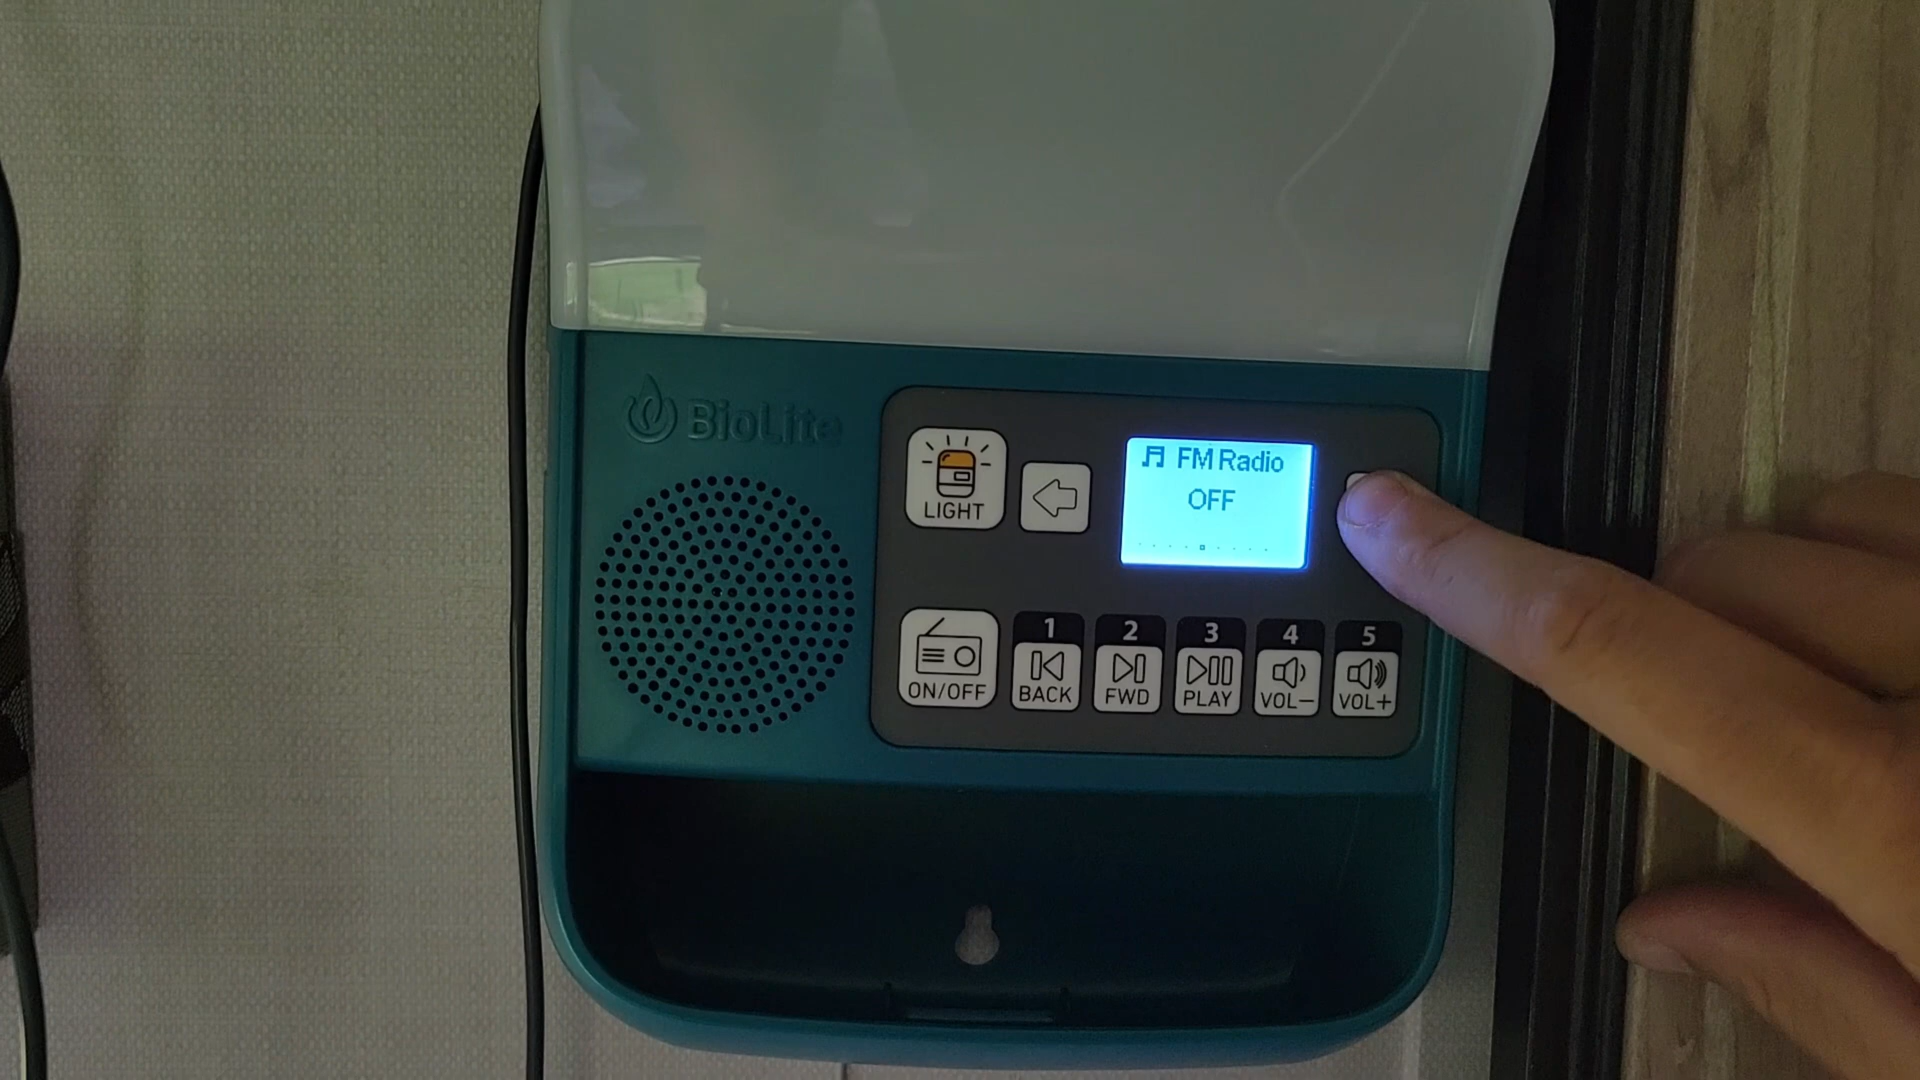 BioLite
LIGHT
FM Radio
OFF
ON/OFF
1
BACK
2
FWD
3
PLAY
4
VOL−
5
VOL+